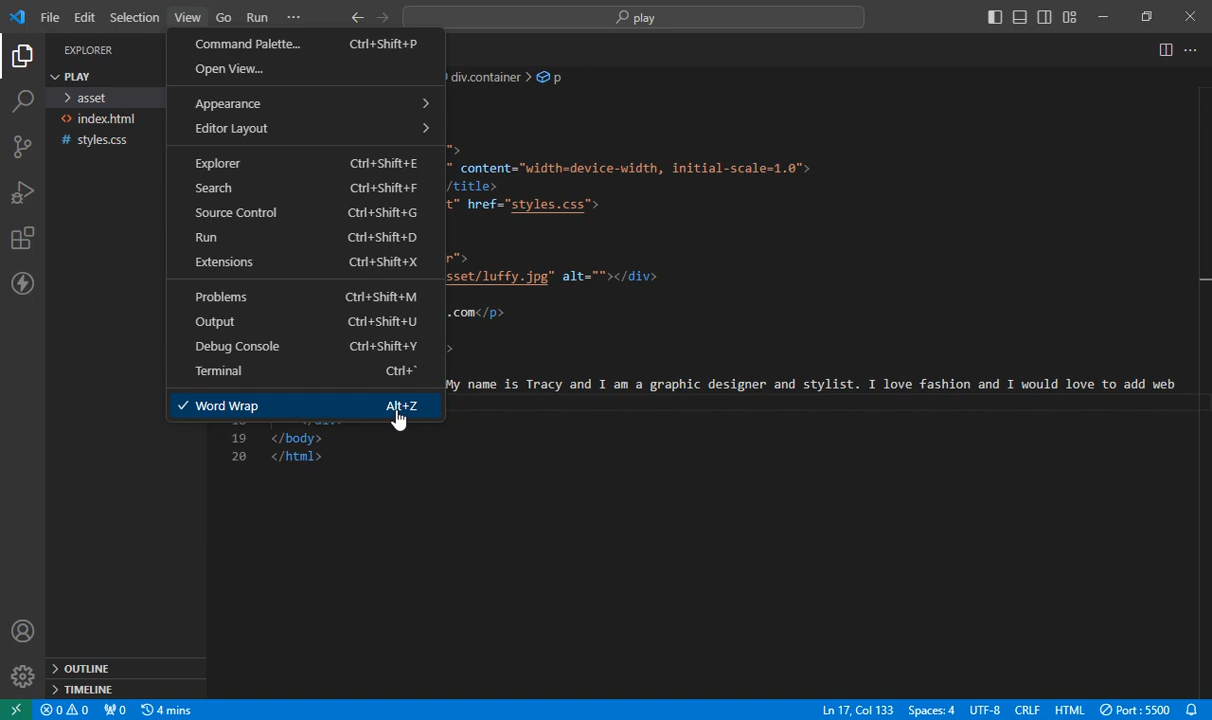 File Edit Selection View Go Run ··· play
EXPLORER
PLAY
asset
index.html
styles.css
OUTLINE
TIMELINE
Command Palette... Ctrl+Shift+P
Open View...
Appearance
Editor Layout
Explorer Ctrl+Shift+E
Search Ctrl+Shift+F
Source Control Ctrl+Shift+G
Run Ctrl+Shift+D
Extensions Ctrl+Shift+X
Problems Ctrl+Shift+M
Output Ctrl+Shift+U
Debug Console Ctrl+Shift+Y
Terminal Ctrl+`
Word Wrap Alt+Z
div.container > p
">
" content="width=device-width, initial-scale=1.0">
/title>
t" href="styles.css">
r">
sset/luffy.jpg" alt=""></div>
.com</p>
>
My name is Tracy and I am a graphic designer and stylist. I love fashion and I would love to add web
19 </body>
20 </html>
0 0 0 4 mins Ln 17, Col 133 Spaces: 4 UTF-8 CRLF HTML Port : 5500